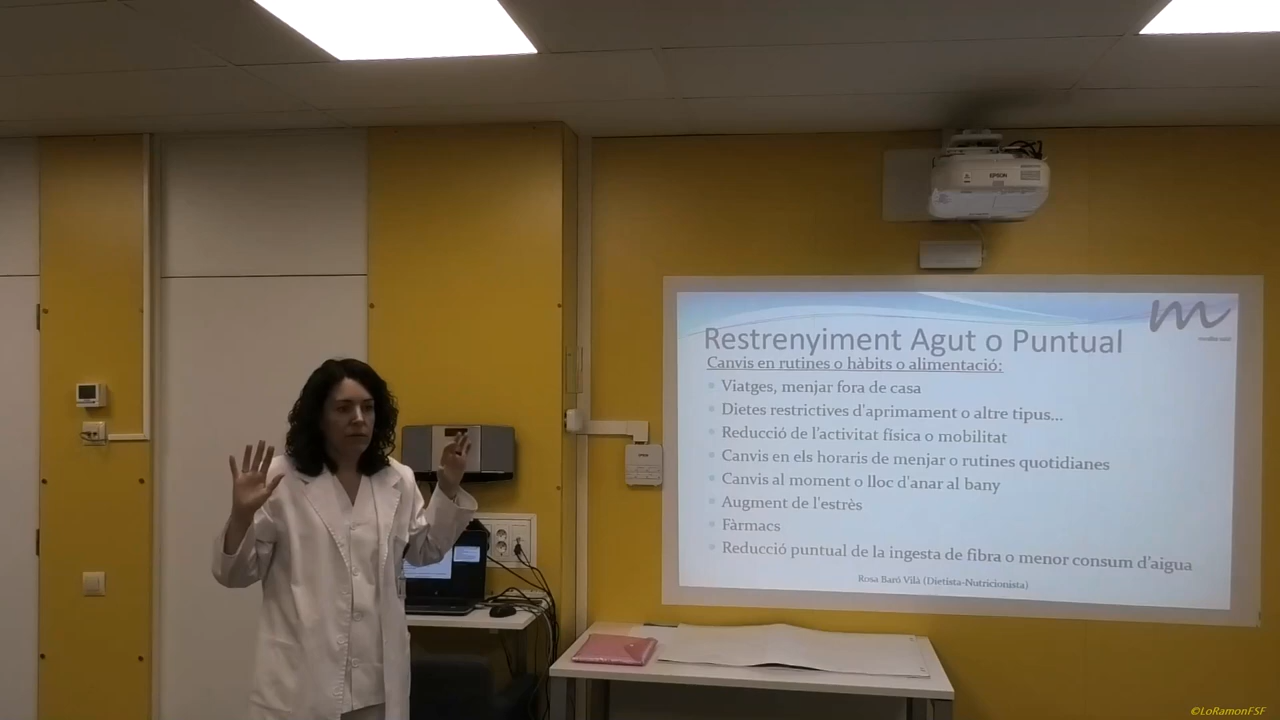 EPSON
m
Restrenyiment Agut o Puntual
Canvis en rutines o hàbits o alimentació:
Viatges, menjar fora de casa
Dietes restrictives d'aprimament o altre tipus...
Reducció de l'activitat física o mobilitat
Canvis en els horaris de menjar o rutines quotidianes
Canvis al moment o lloc d'anar al bany
Augment de l'estrès
Fàrmacs
Reducció puntual de la ingesta de fibra o menor consum d'aigua
Rosa Baró Vilà (Dietista-Nutricionista)
©LoRamonFSF